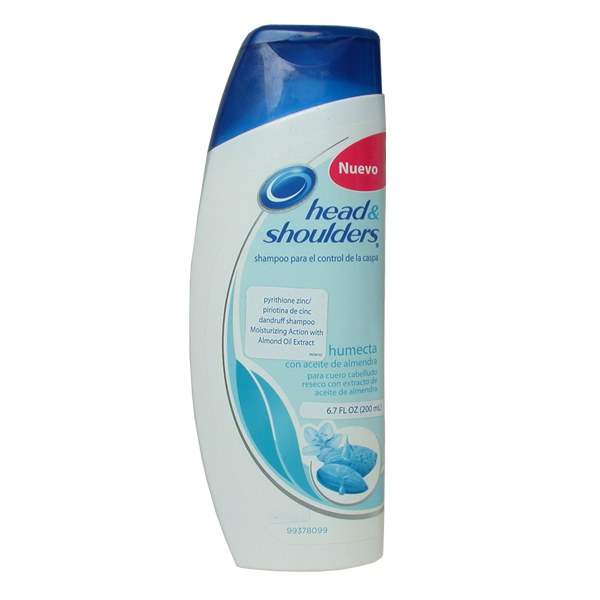 Nuevo
head&
shoulders
shampoo para el control de la caspa
pyrithione zinc/
piriotina de cinc
dandruff shampoo
Moisturizing Action with
Almond Oil Extract
humecta
con aceite de almendra
para cuero cabelludo
reseco con extracto de
aceite de almendra
6.7 FL OZ (200 mL)
99378099